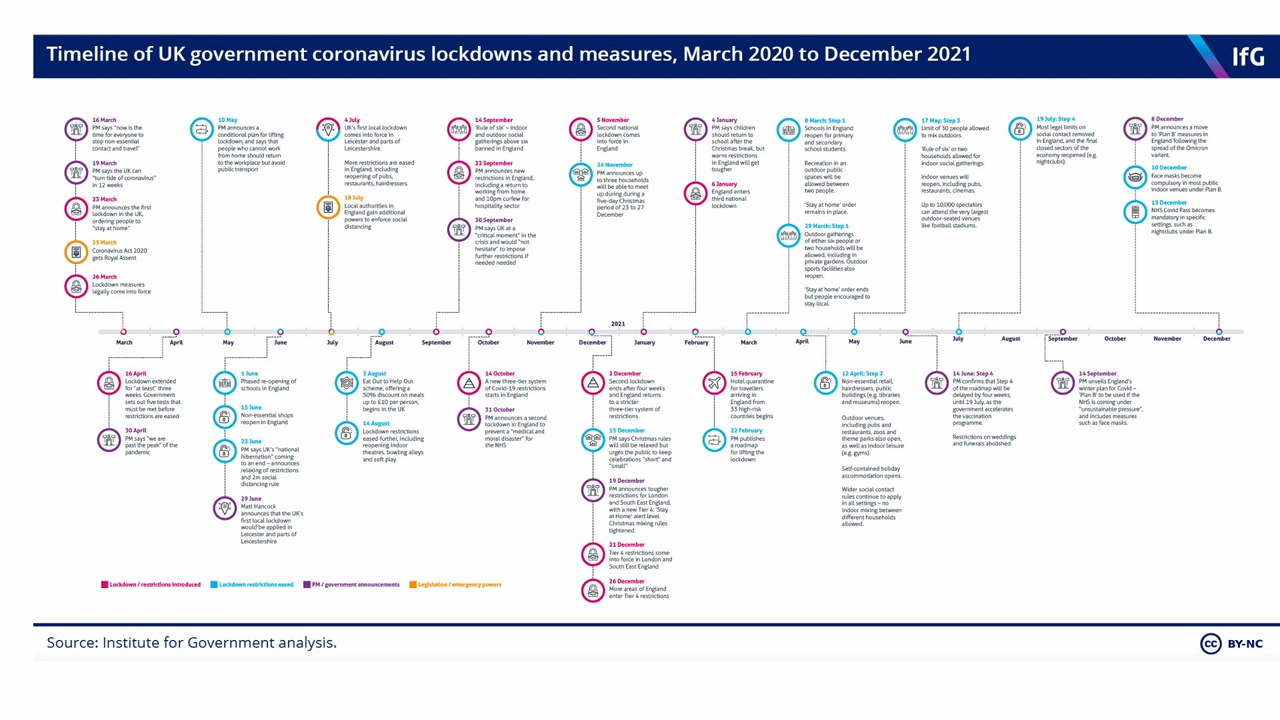 Timeline of UK government coronavirus lockdowns and measures, March 2020 to December 2021
IfG
16 March
PM says "now is the
time for everyone to
stop non-essential
contact and travel"
19 March
PM says the UK can
"turn tide of coronavirus"
in 12 weeks
23 March
PM announces the first
lockdown in the UK,
ordering people to
"stay at home"
25 March
Coronavirus Act 2020
gets Royal Assent
26 March
Lockdown measures
legally come into force
10 May
PM announces a
conditional plan for lifting
lockdown, and says that
people who cannot work
from home should return
to the workplace but avoid
public transport
4 July
UK's first local lockdown
comes into force in
Leicester and parts of
Leicestershire.
More restrictions are eased
in England, including
reopening of pubs,
restaurants, hairdressers.
18 July
Local authorities in
England gain additional
powers to enforce social
distancing
14 September
'Rule of six' – indoor
and outdoor social
gatherings above six
banned in England
22 September
PM announces new
restrictions in England,
including a return to
working from home
and 10pm curfew for
hospitality sector
30 September
PM says UK at a
"critical moment" in the
crisis and would "not
hesitate" to impose
further restrictions if
needed needed
5 November
Second national
lockdown comes
into force in
England
24 November
PM announces up
to three households
will be able to meet
up during during a
five-day Christmas
period of 23 to 27
December
4 January
PM says children
should return to
school after the
Christmas break, but
warns restrictions
in England will get
tougher
6 January
England enters
third national
lockdown
8 March: Step 1
Schools in England
reopen for primary
and secondary
school students.
Recreation in an
outdoor public
spaces will be
allowed between
two people.
'Stay at home' order
remains in place.
29 March: Step 1
Outdoor gatherings
of either six people or
two households will be
allowed, including in
private gardens. Outdoor
sports facilities also
reopen.
'Stay at home' order ends
but people encouraged to
stay local.
17 May: Step 3
Limit of 30 people allowed
to mix outdoors.
'Rule of six' or two
households allowed for
indoor social gatherings.
Indoor venues will
reopen, including pubs,
restaurants, cinemas.
Up to 10,000 spectators
can attend the very largest
outdoor-seated venues
like football stadiums.
19 July: Step 4
Most legal limits on
social contact removed
in England, and the final
closed sectors of the
economy reopened (e.g.
nightclubs).
8 December
PM announces a move
to 'Plan B' measures in
England following the
spread of the Omicron
variant.
10 December
Face masks become
compulsory in most public
indoor venues under Plan B.
15 December
NHS Covid Pass becomes
mandatory in specific
settings, such as
nightclubs under Plan B.
2021
March April May June July August September October November December January February March April May June July August September October November December
16 April
Lockdown extended
for "at least" three
weeks. Government
sets out five tests that
must be met before
restrictions are eased
30 April
PM says "we are
past the peak" of the
pandemic
1 June
Phased re-opening of
schools in England
15 June
Non-essential shops
reopen in England
23 June
PM says UK's "national
hibernation" coming
to an end – announces
relaxing of restrictions
and 2m social
distancing rule
29 June
Matt Hancock
announces that the UK's
first local lockdown
would be applied in
Leicester and parts of
Leicestershire
3 August
Eat Out to Help Out
scheme, offering a
50% discount on meals
up to £10 per person,
begins in the UK
14 August
Lockdown restrictions
eased further, including
reopening indoor
theatres, bowling alleys
and soft play
14 October
A new three-tier system
of Covid-19 restrictions
starts in England
31 October
PM announces a second
lockdown in England to
prevent a "medical and
moral disaster" for
the NHS
2 December
Second lockdown
ends after four weeks
and England returns
to a stricter
three-tier system of
restrictions
15 December
PM says Christmas rules
will still be relaxed but
urges the public to keep
celebrations "short" and
"small"
19 December
PM announces tougher
restrictions for London
and South East England,
with a new Tier 4: 'Stay
at Home' alert level.
Christmas mixing rules
tightened.
21 December
Tier 4 restrictions come
into force in London and
South East England
26 December
More areas of England
enter Tier 4 restrictions
15 February
Hotel quarantine
for travellers
arriving in
England from
33 high-risk
countries begins
22 February
PM publishes
a roadmap
for lifting the
lockdown
12 April: Step 2
Non-essential retail,
hairdressers, public
buildings (e.g. libraries
and museums) reopen.
Outdoor venues,
including pubs and
restaurants, zoos and
theme parks also open,
as well as indoor leisure
(e.g. gyms).
Self-contained holiday
accommodation opens.
Wider social contact
rules continue to apply
in all settings – no
indoor mixing between
different households
allowed.
14 June: Step 4
PM confirms that Step 4
of the roadmap will be
delayed by four weeks,
until 19 July, as the
government accelerates
the vaccination
programme.
Restrictions on weddings
and funerals abolished.
14 September
PM unveils England's
winter plan for Covid –
'Plan B' to be used if the
NHS is coming under
"unsustainable pressure",
and includes measures
such as face masks.
Lockdown / restrictions introduced Lockdown restrictions eased PM / government announcements Legislation / emergency powers
Source: Institute for Government analysis.
cc BY-NC